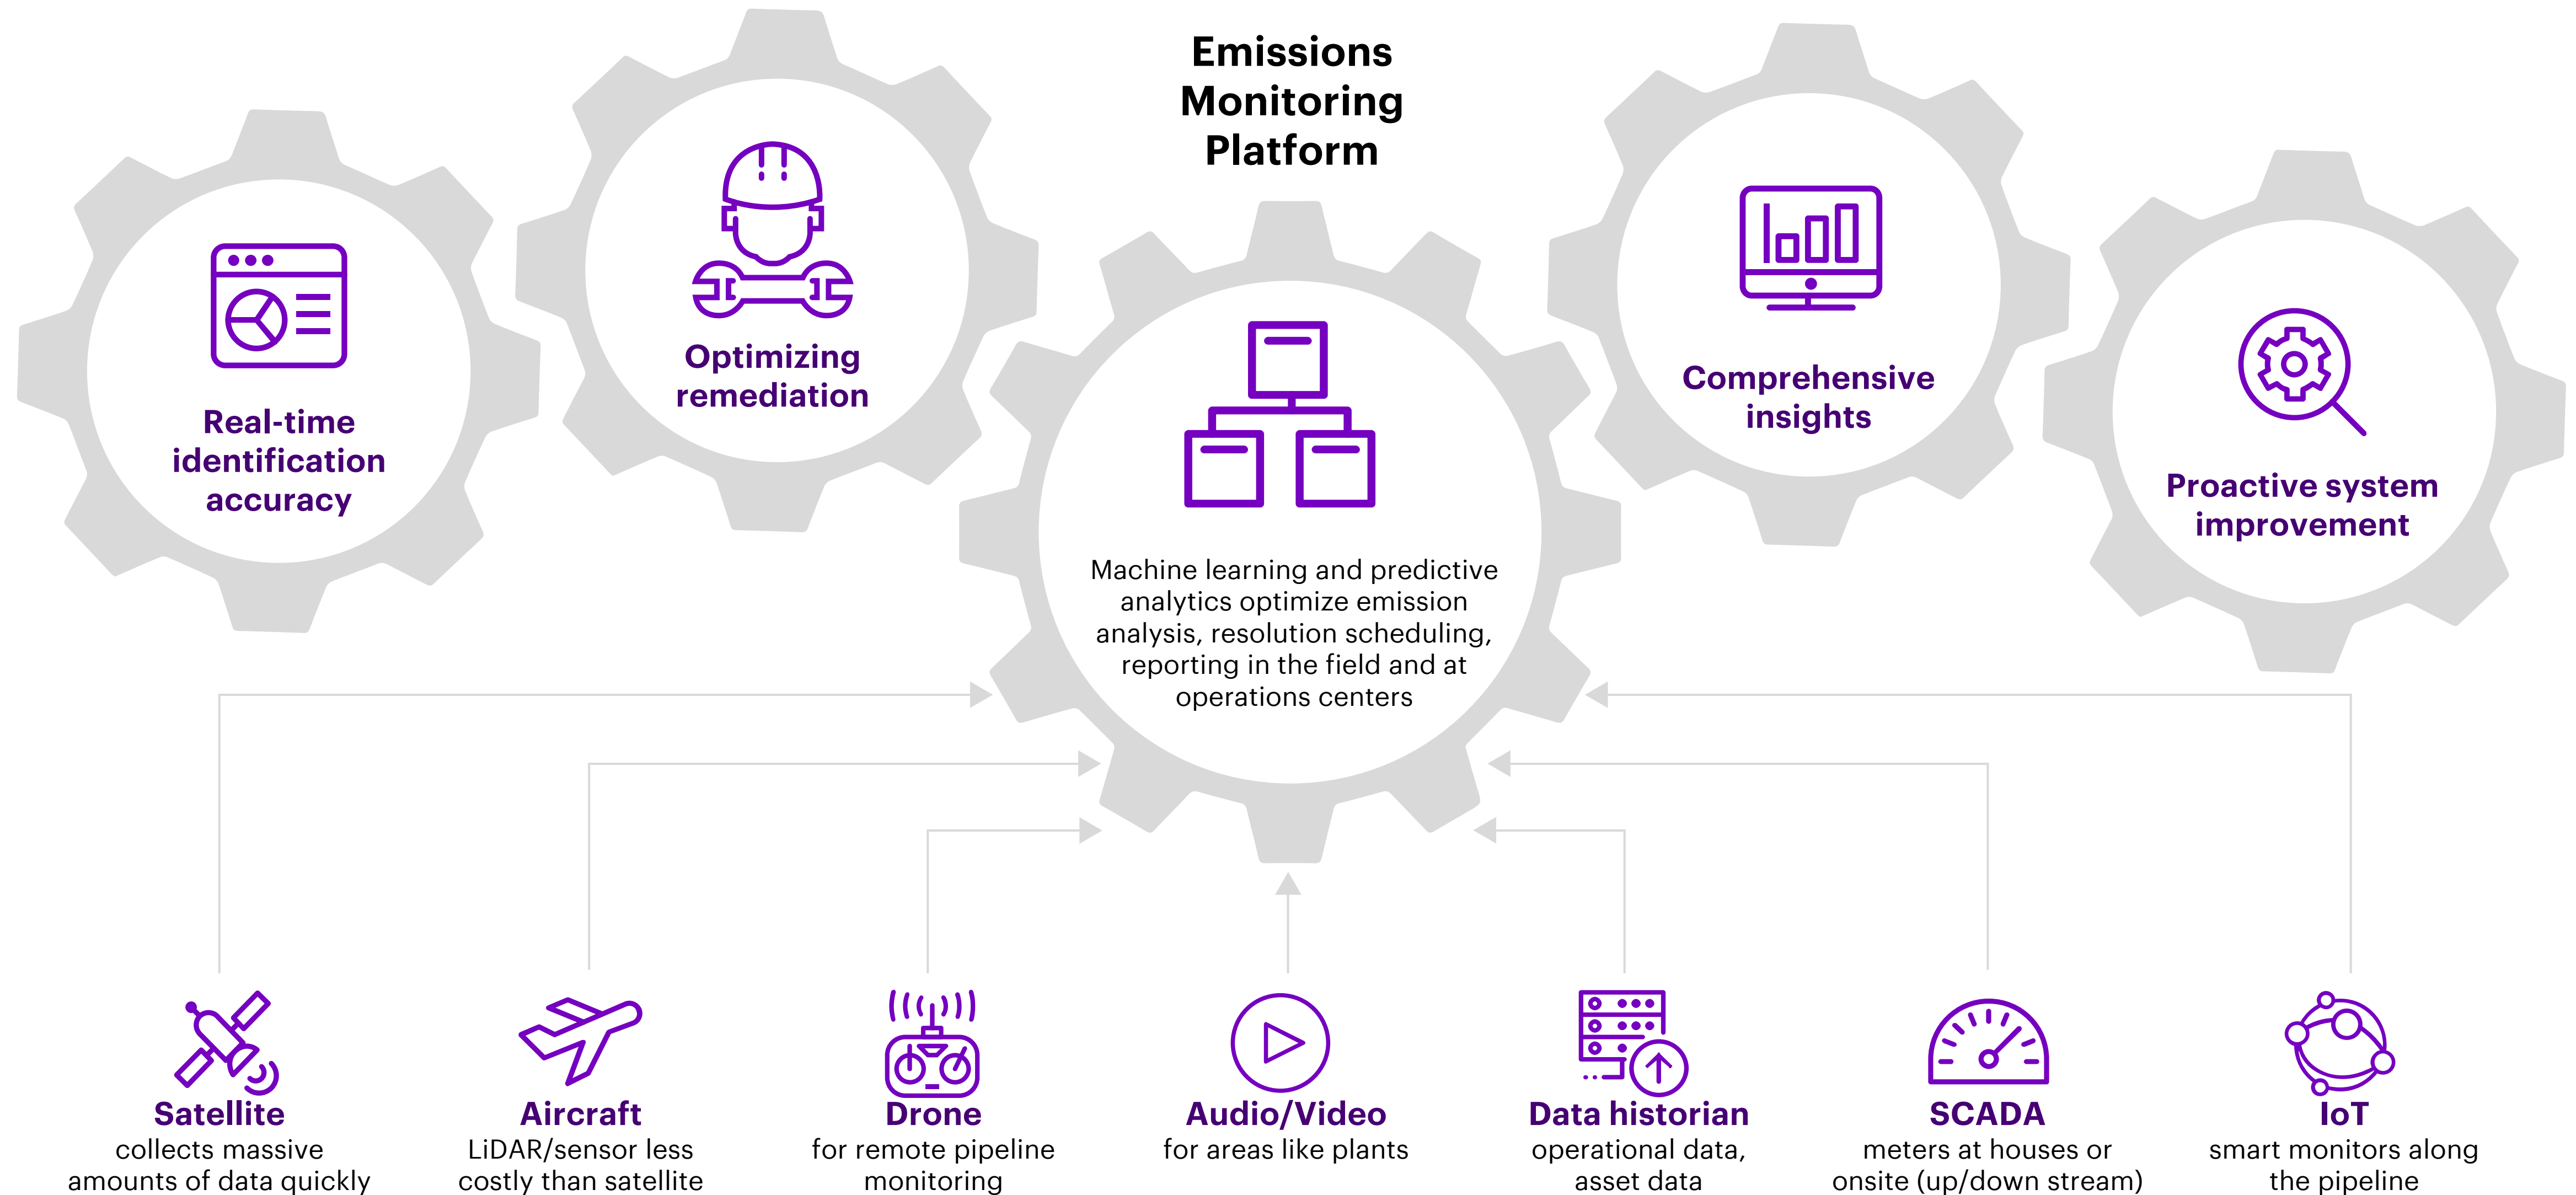 Emissions
Monitoring
Platform
Real-time
identification
accuracy
Optimizing
remediation
Machine learning and predictive
analytics optimize emission
analysis, resolution scheduling,
reporting in the field and at
operations centers
Comprehensive
insights
Proactive system
improvement
Satellite
collects massive
amounts of data quickly
Aircraft
LiDAR/sensor less
costly than satellite
Drone
for remote pipeline
monitoring
Audio/Video
for areas like plants
Data historian
operational data,
asset data
SCADA
meters at houses or
onsite (up/down stream)
IoT
smart monitors along
the pipeline